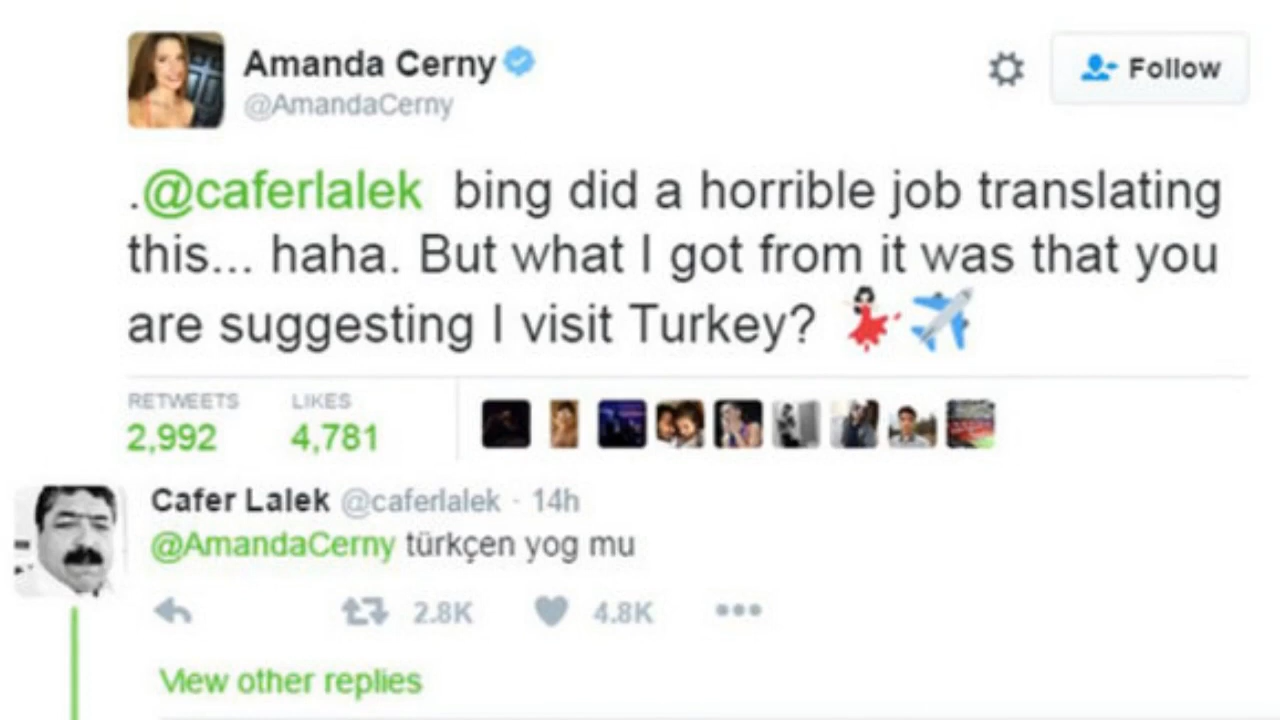 Amanda Cerny
@AmandaCerny
Follow
.@caferlalek bing did a horrible job translating
this... haha. But what I got from it was that you
are suggesting I visit Turkey? 💃✈️
RETWEETS LIKES
2,992 4,781
Cafer Lalek @caferlalek · 14h
@AmandaCerny türkçen yog mu
2.8K 4.8K
View other replies